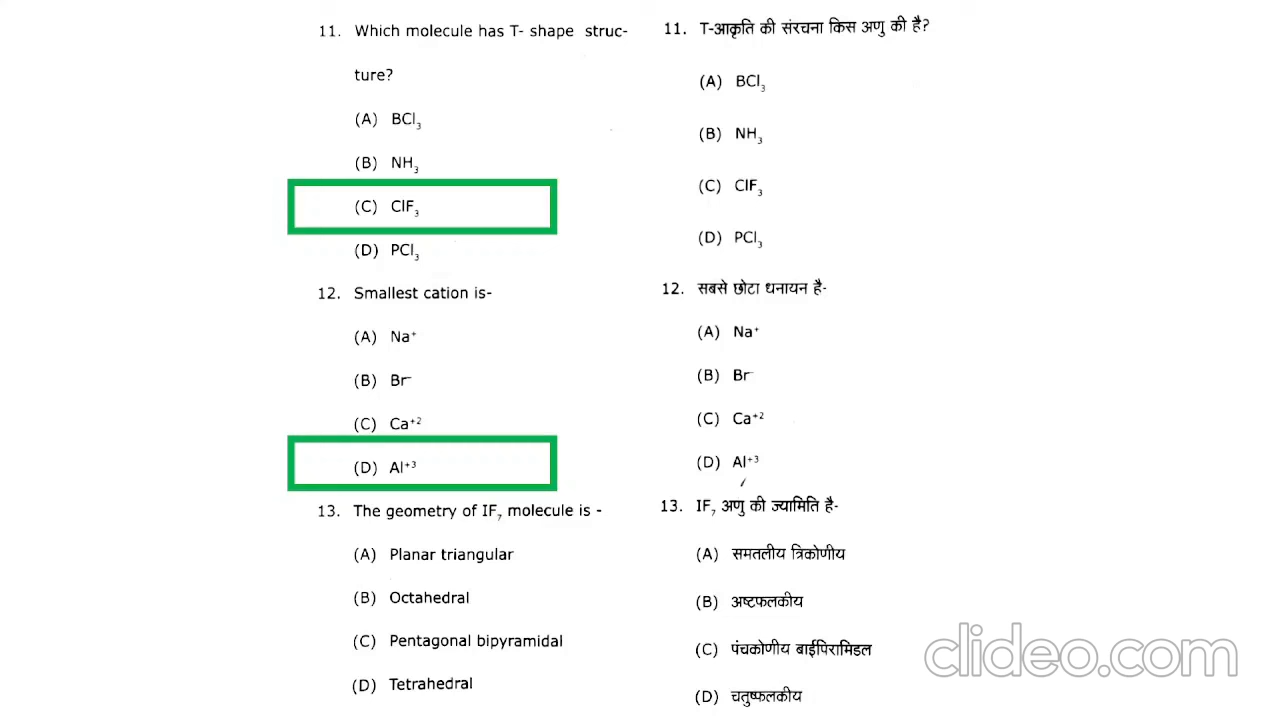 11. Which molecule has T- shape struc-
ture?
(A) BCl₃
(B) NH₃
(C) ClF₃
(D) PCl₃
12. Smallest cation is-
(A) Na⁺
(B) Br⁻
(C) Ca⁺²
(D) Al⁺³
13. The geometry of IF₇ molecule is -
(A) Planar triangular
(B) Octahedral
(C) Pentagonal bipyramidal
(D) Tetrahedral
11. T-आकृति की संरचना किस अणु की है?
(A) BCl₃
(B) NH₃
(C) ClF₃
(D) PCl₃
12. सबसे छोटा धनायन है-
(A) Na⁺
(B) Br⁻
(C) Ca⁺²
(D) Al⁺³
13. IF₇ अणु की ज्यामिति है-
(A) समतलीय त्रिकोणीय
(B) अष्टफलकीय
(C) पंचकोणीय बाईपिरामिडल
(D) चतुष्फलकीय
clideo.com